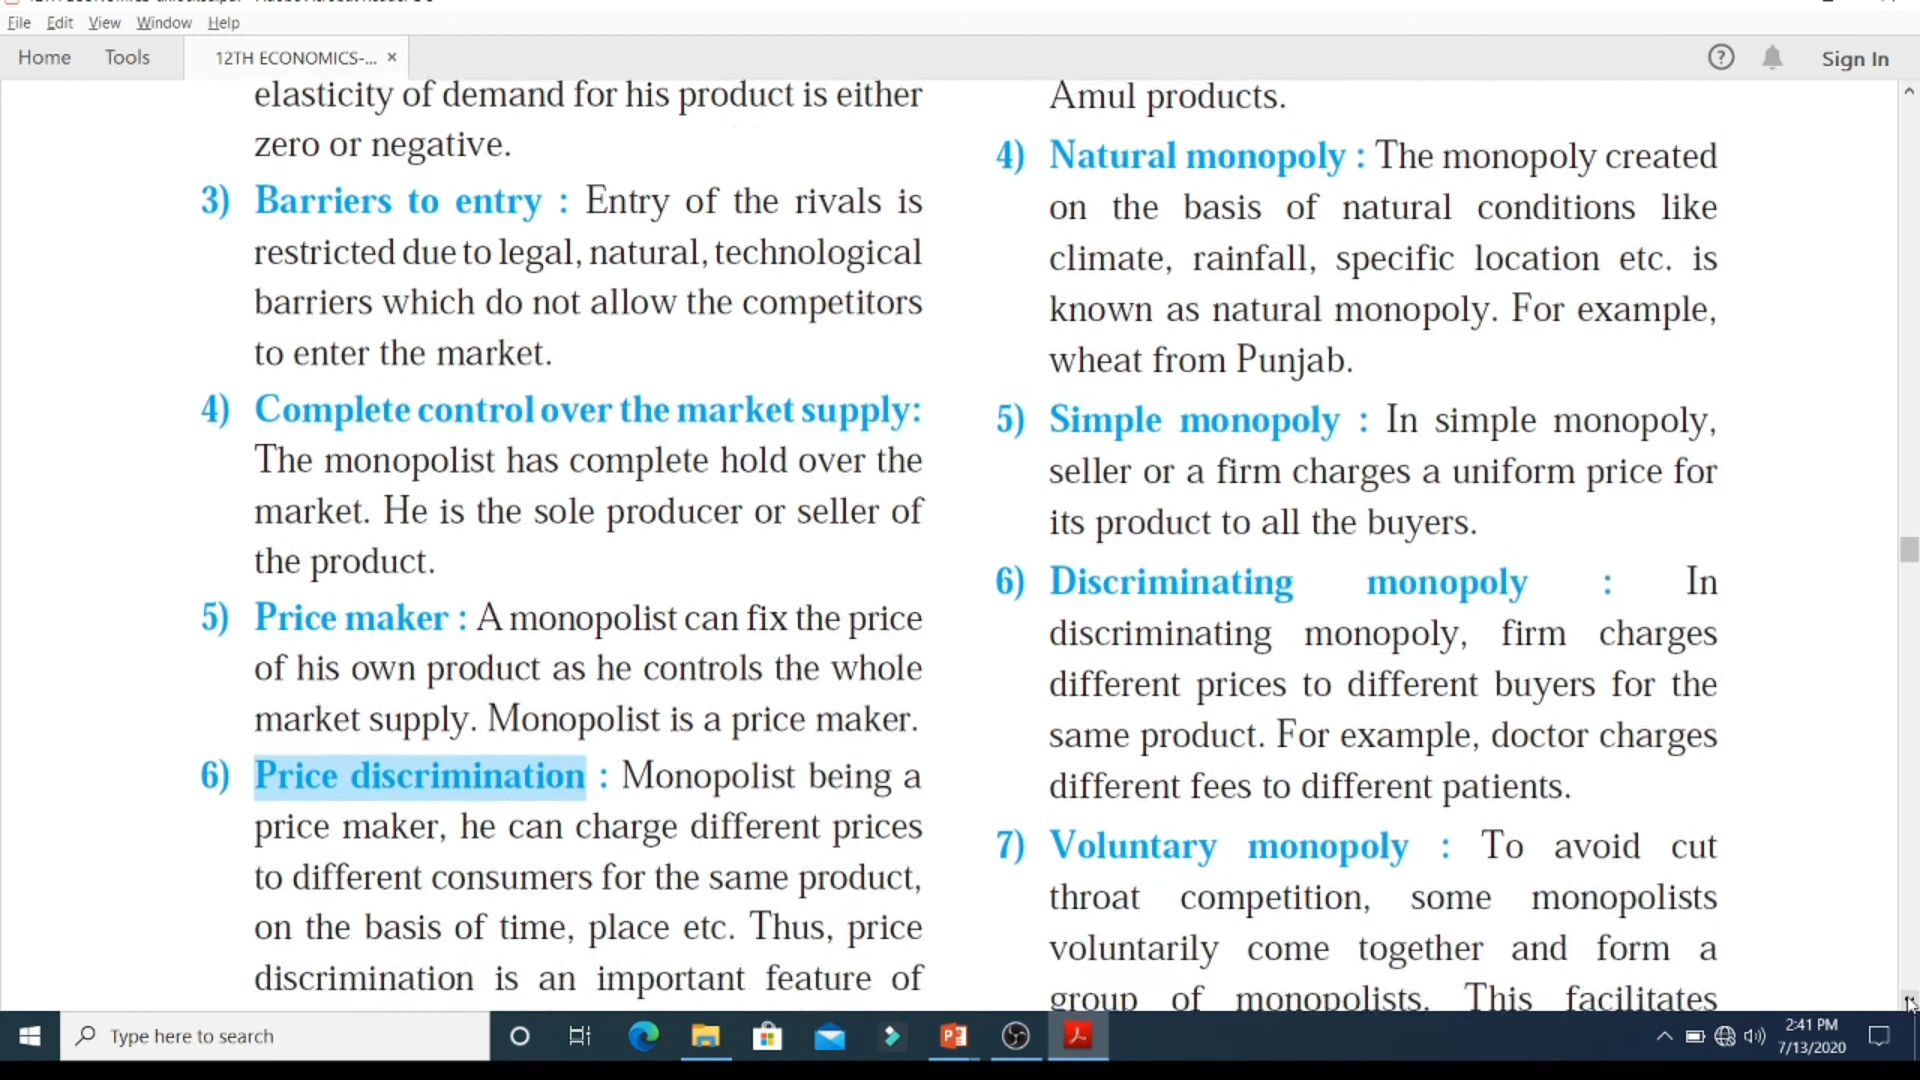 File Edit View Window Help
Home Tools 12TH ECONOMICS-... × Sign In
elasticity of demand for his product is either
zero or negative.
3) Barriers to entry : Entry of the rivals is
restricted due to legal, natural, technological
barriers which do not allow the competitors
to enter the market.
4) Complete control over the market supply:
The monopolist has complete hold over the
market. He is the sole producer or seller of
the product.
5) Price maker : A monopolist can fix the price
of his own product as he controls the whole
market supply. Monopolist is a price maker.
6) Price discrimination : Monopolist being a
price maker, he can charge different prices
to different consumers for the same product,
on the basis of time, place etc. Thus, price
discrimination is an important feature of
Amul products.
4) Natural monopoly : The monopoly created
on the basis of natural conditions like
climate, rainfall, specific location etc. is
known as natural monopoly. For example,
wheat from Punjab.
5) Simple monopoly : In simple monopoly,
seller or a firm charges a uniform price for
its product to all the buyers.
6) Discriminating monopoly : In
discriminating monopoly, firm charges
different prices to different buyers for the
same product. For example, doctor charges
different fees to different patients.
7) Voluntary monopoly : To avoid cut
throat competition, some monopolists
voluntarily come together and form a
group of monopolists. This facilitates
Type here to search
2:41 PM
7/13/2020